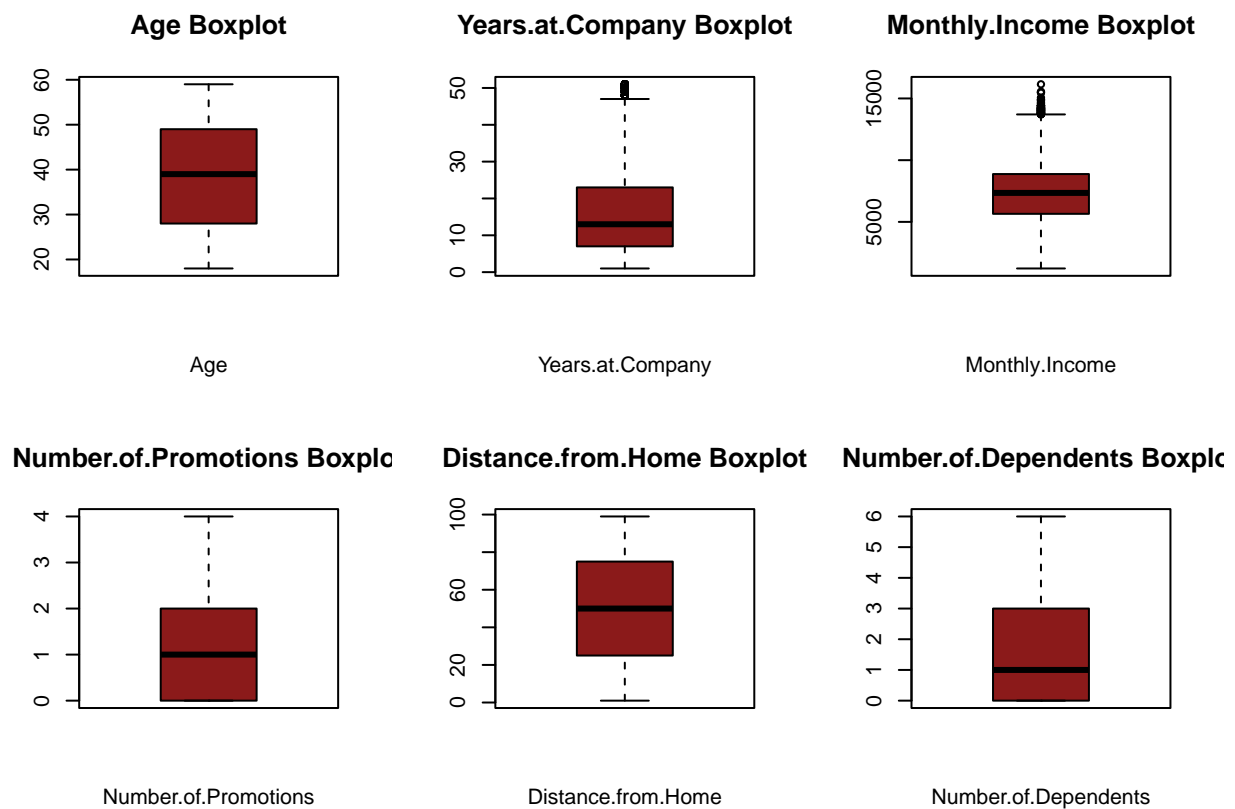 Age Boxplot
20 30 40 50 60
Age
Years.at.Company Boxplot
0 10 30 50
Years.at.Company
Monthly.Income Boxplot
5000 15000
Monthly.Income
Number.of.Promotions Boxplo
0 1 2 3 4
Number.of.Promotions
Distance.from.Home Boxplot
0 20 60 100
Distance.from.Home
Number.of.Dependents Boxplo
0 1 2 3 4 5 6
Number.of.Dependents